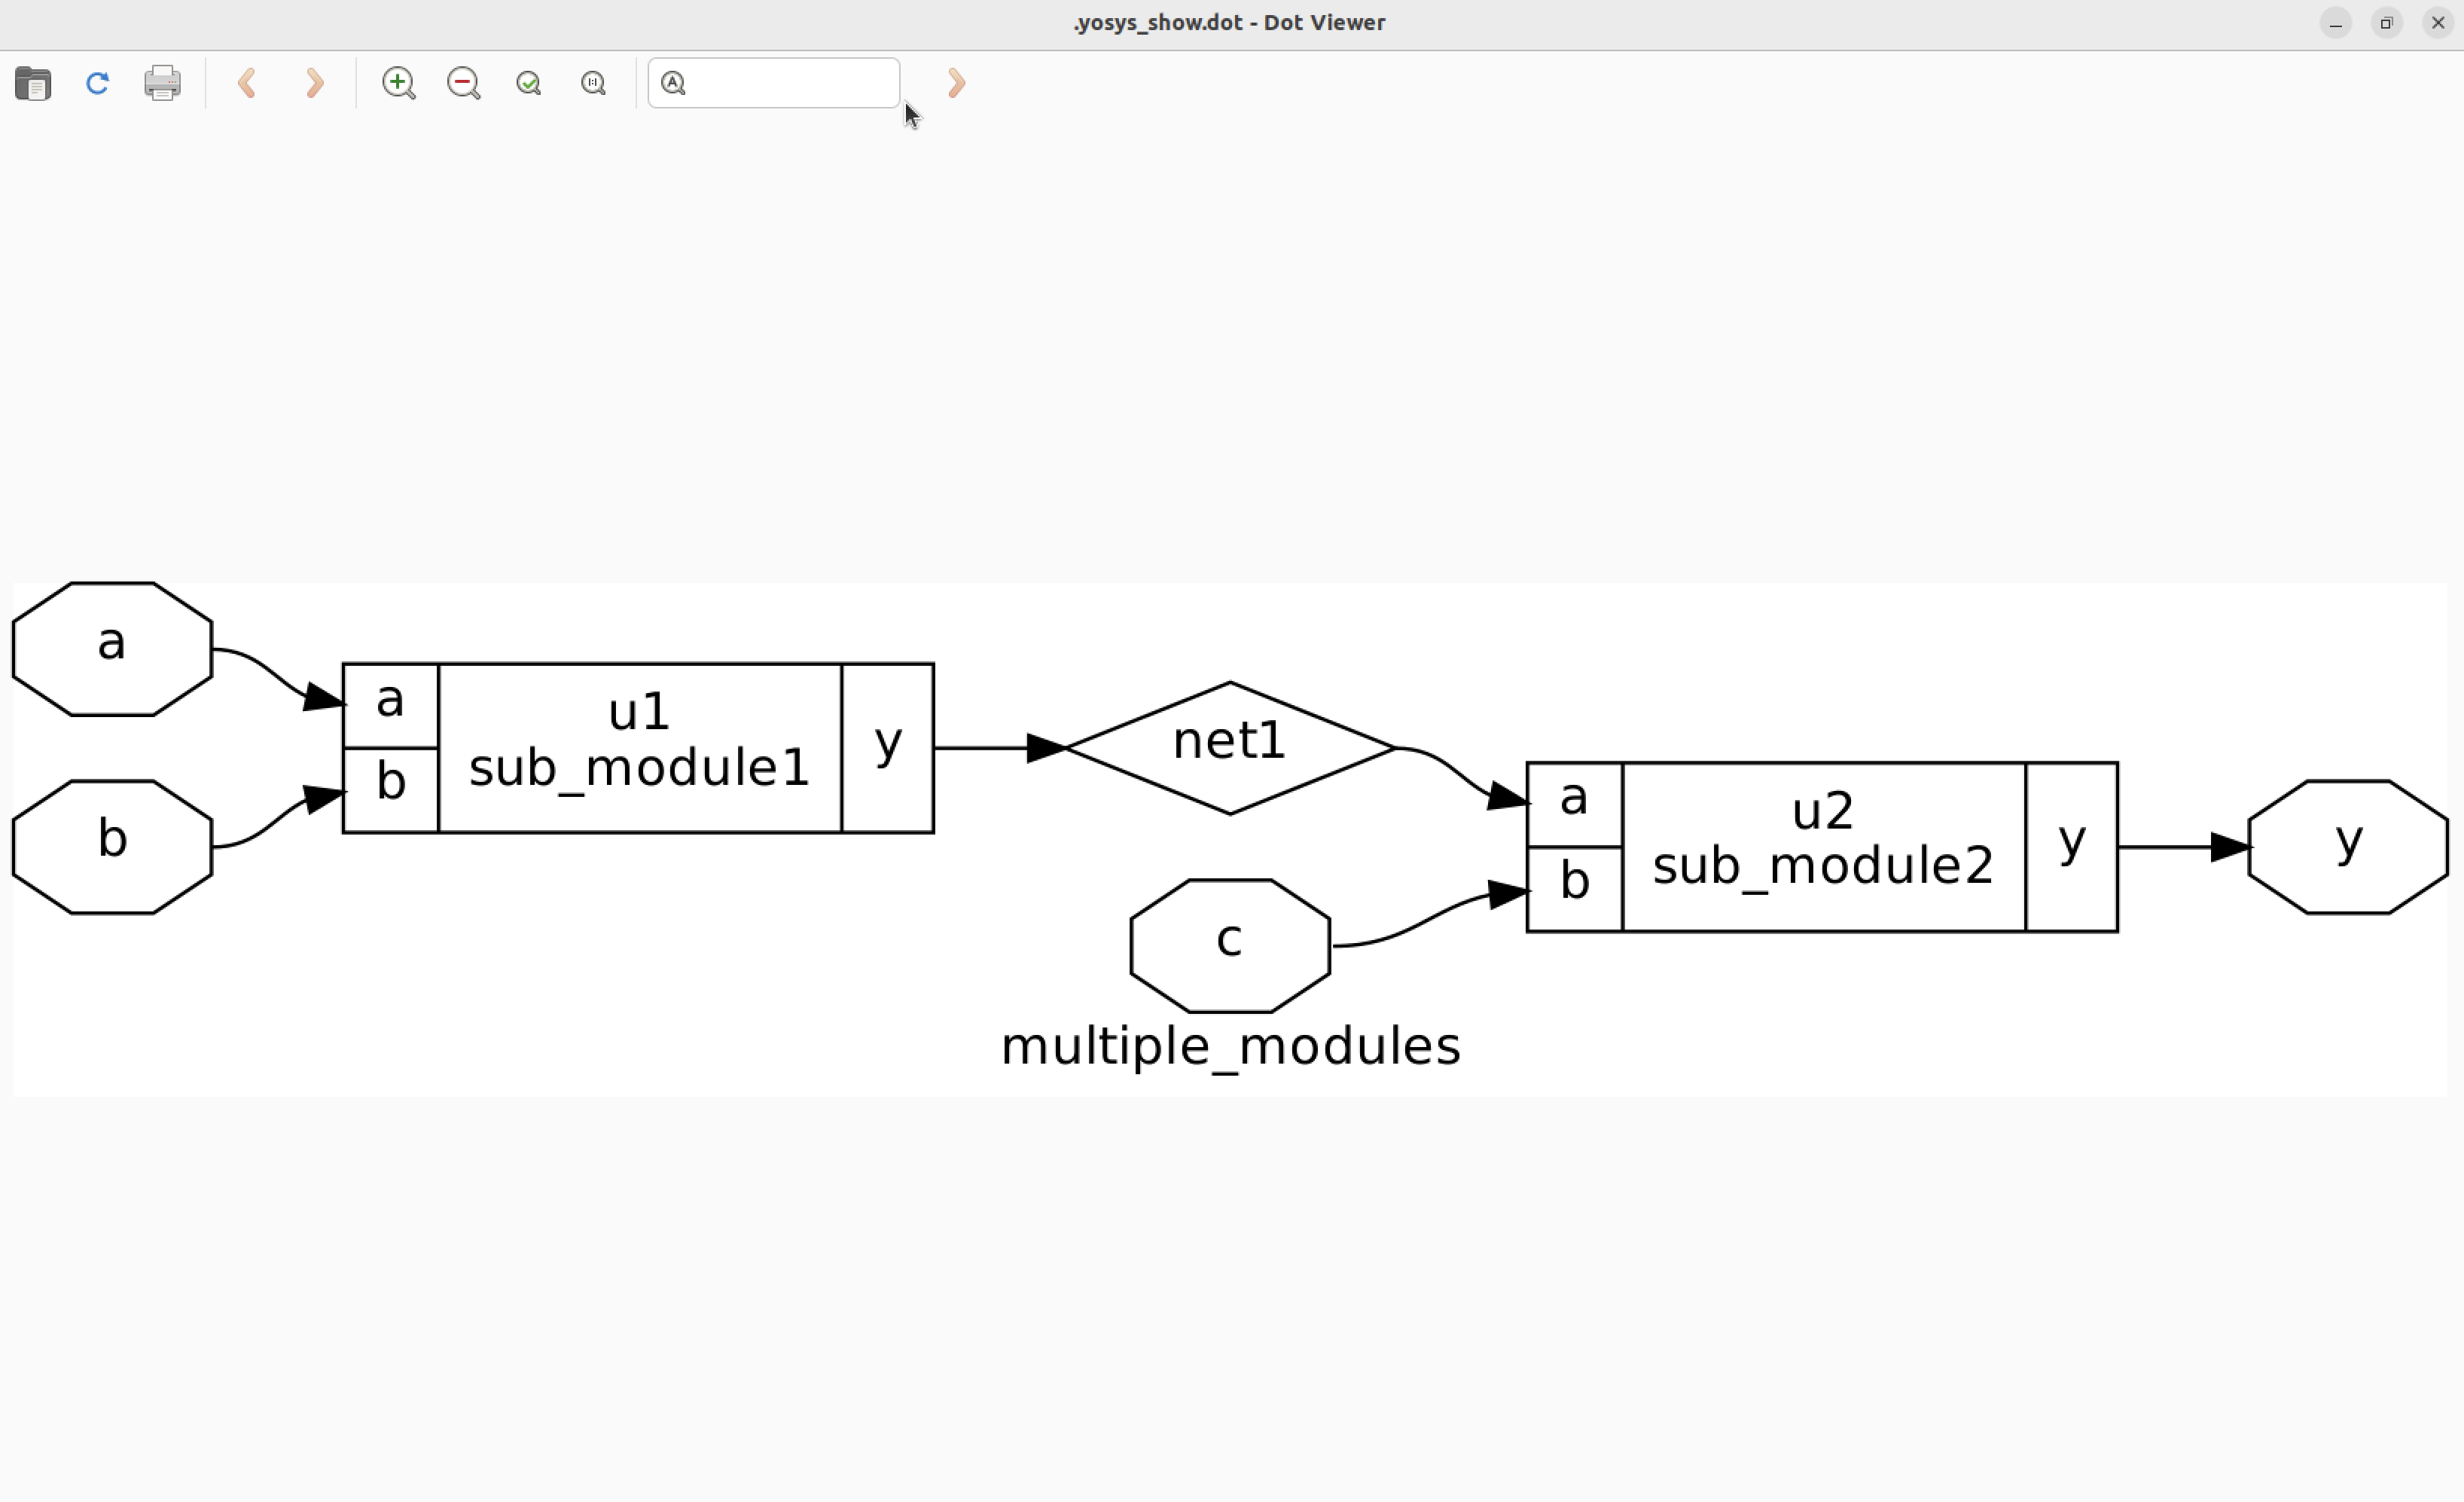 .yosys_show.dot - Dot Viewer
a
b
a
b
u1
sub_module1
y
net1
c
a
b
u2
sub_module2
y
y
multiple_modules